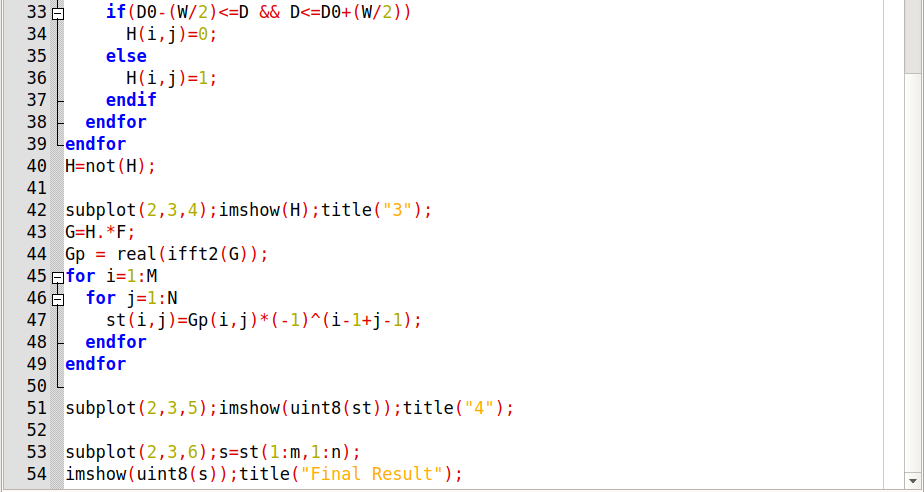 33 if(D0-(W/2)<=D && D<=D0+(W/2))
34 H(i,j)=0;
35 else
36 H(i,j)=1;
37 endif
38 endfor
39 endfor
40 H=not(H);
41
42 subplot(2,3,4);imshow(H);title("3");
43 G=H.*F;
44 Gp = real(ifft2(G));
45 for i=1:M
46 for j=1:N
47 st(i,j)=Gp(i,j)*(-1)^(i-1+j-1);
48 endfor
49 endfor
50
51 subplot(2,3,5);imshow(uint8(st));title("4");
52
53 subplot(2,3,6);s=st(1:m,1:n);
54 imshow(uint8(s));title("Final Result");